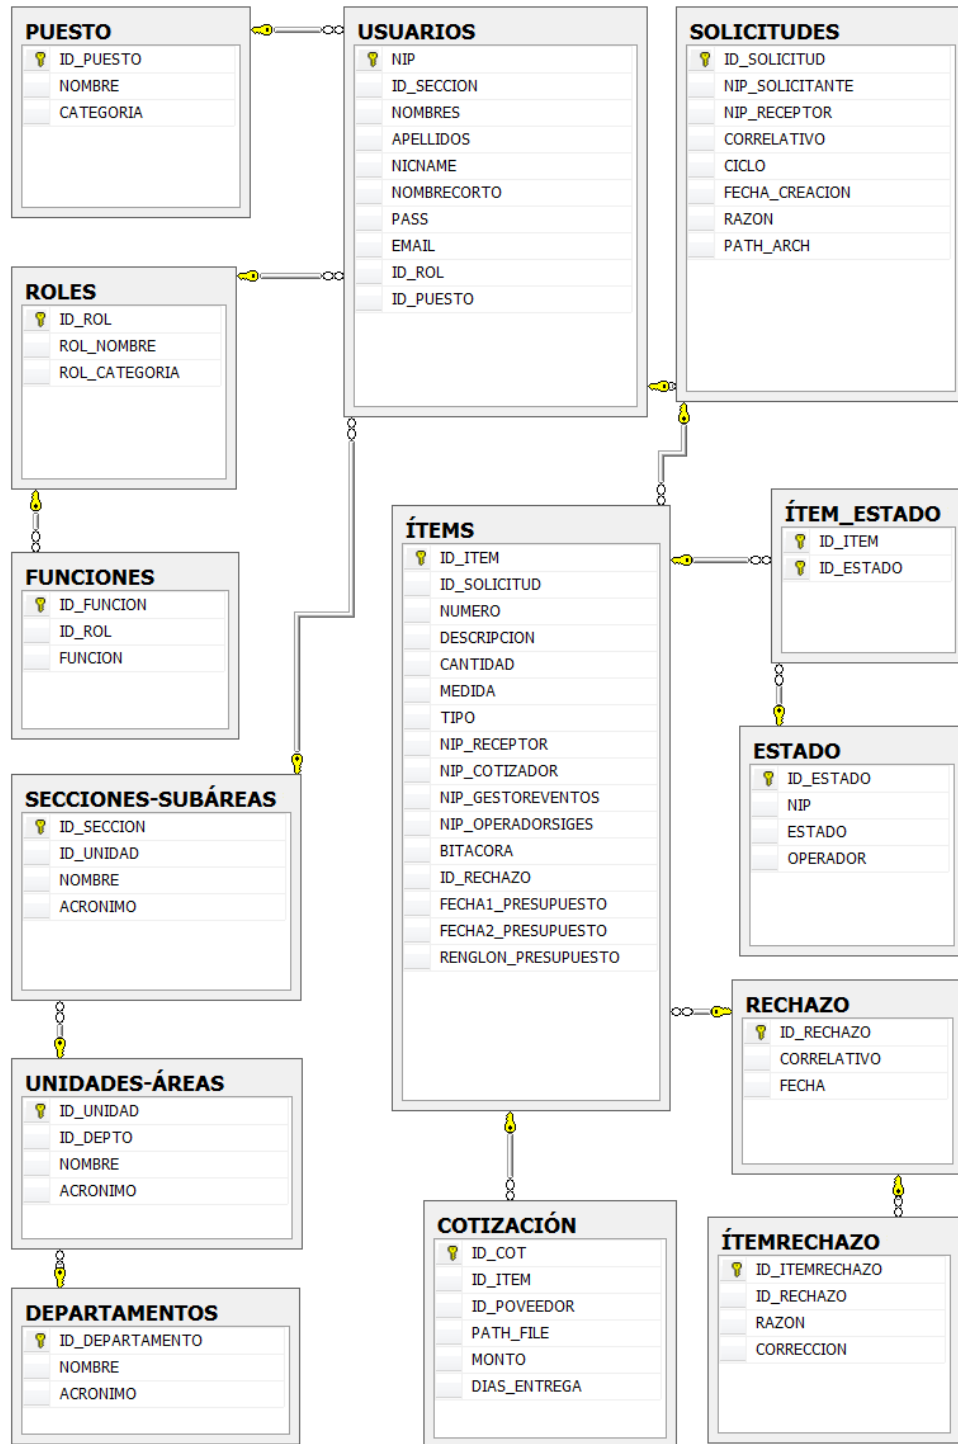 PUESTO
ID_PUESTO
NOMBRE
CATEGORIA
USUARIOS
NIP
ID_SECCION
NOMBRES
APELLIDOS
NICNAME
NOMBRECORTO
PASS
EMAIL
ID_ROL
ID_PUESTO
SOLICITUDES
ID_SOLICITUD
NIP_SOLICITANTE
NIP_RECEPTOR
CORRELATIVO
CICLO
FECHA_CREACION
RAZON
PATH_ARCH
ROLES
ID_ROL
ROL_NOMBRE
ROL_CATEGORIA
FUNCIONES
ID_FUNCION
ID_ROL
FUNCION
ÍTEMS
ID_ITEM
ID_SOLICITUD
NUMERO
DESCRIPCION
CANTIDAD
MEDIDA
TIPO
NIP_RECEPTOR
NIP_COTIZADOR
NIP_GESTOREVENTOS
NIP_OPERADORSIGES
BITACORA
ID_RECHAZO
FECHA1_PRESUPUESTO
FECHA2_PRESUPUESTO
RENGLON_PRESUPUESTO
ÍTEM_ESTADO
ID_ITEM
ID_ESTADO
ESTADO
ID_ESTADO
NIP
ESTADO
OPERADOR
SECCIONES-SUBÁREAS
ID_SECCION
ID_UNIDAD
NOMBRE
ACRONIMO
RECHAZO
ID_RECHAZO
CORRELATIVO
FECHA
UNIDADES-ÁREAS
ID_UNIDAD
ID_DEPTO
NOMBRE
ACRONIMO
COTIZACIÓN
ID_COT
ID_ITEM
ID_POVEEDOR
PATH_FILE
MONTO
DIAS_ENTREGA
ÍTEMRECHAZO
ID_ITEMRECHAZO
ID_RECHAZO
RAZON
CORRECCION
DEPARTAMENTOS
ID_DEPARTAMENTO
NOMBRE
ACRONIMO